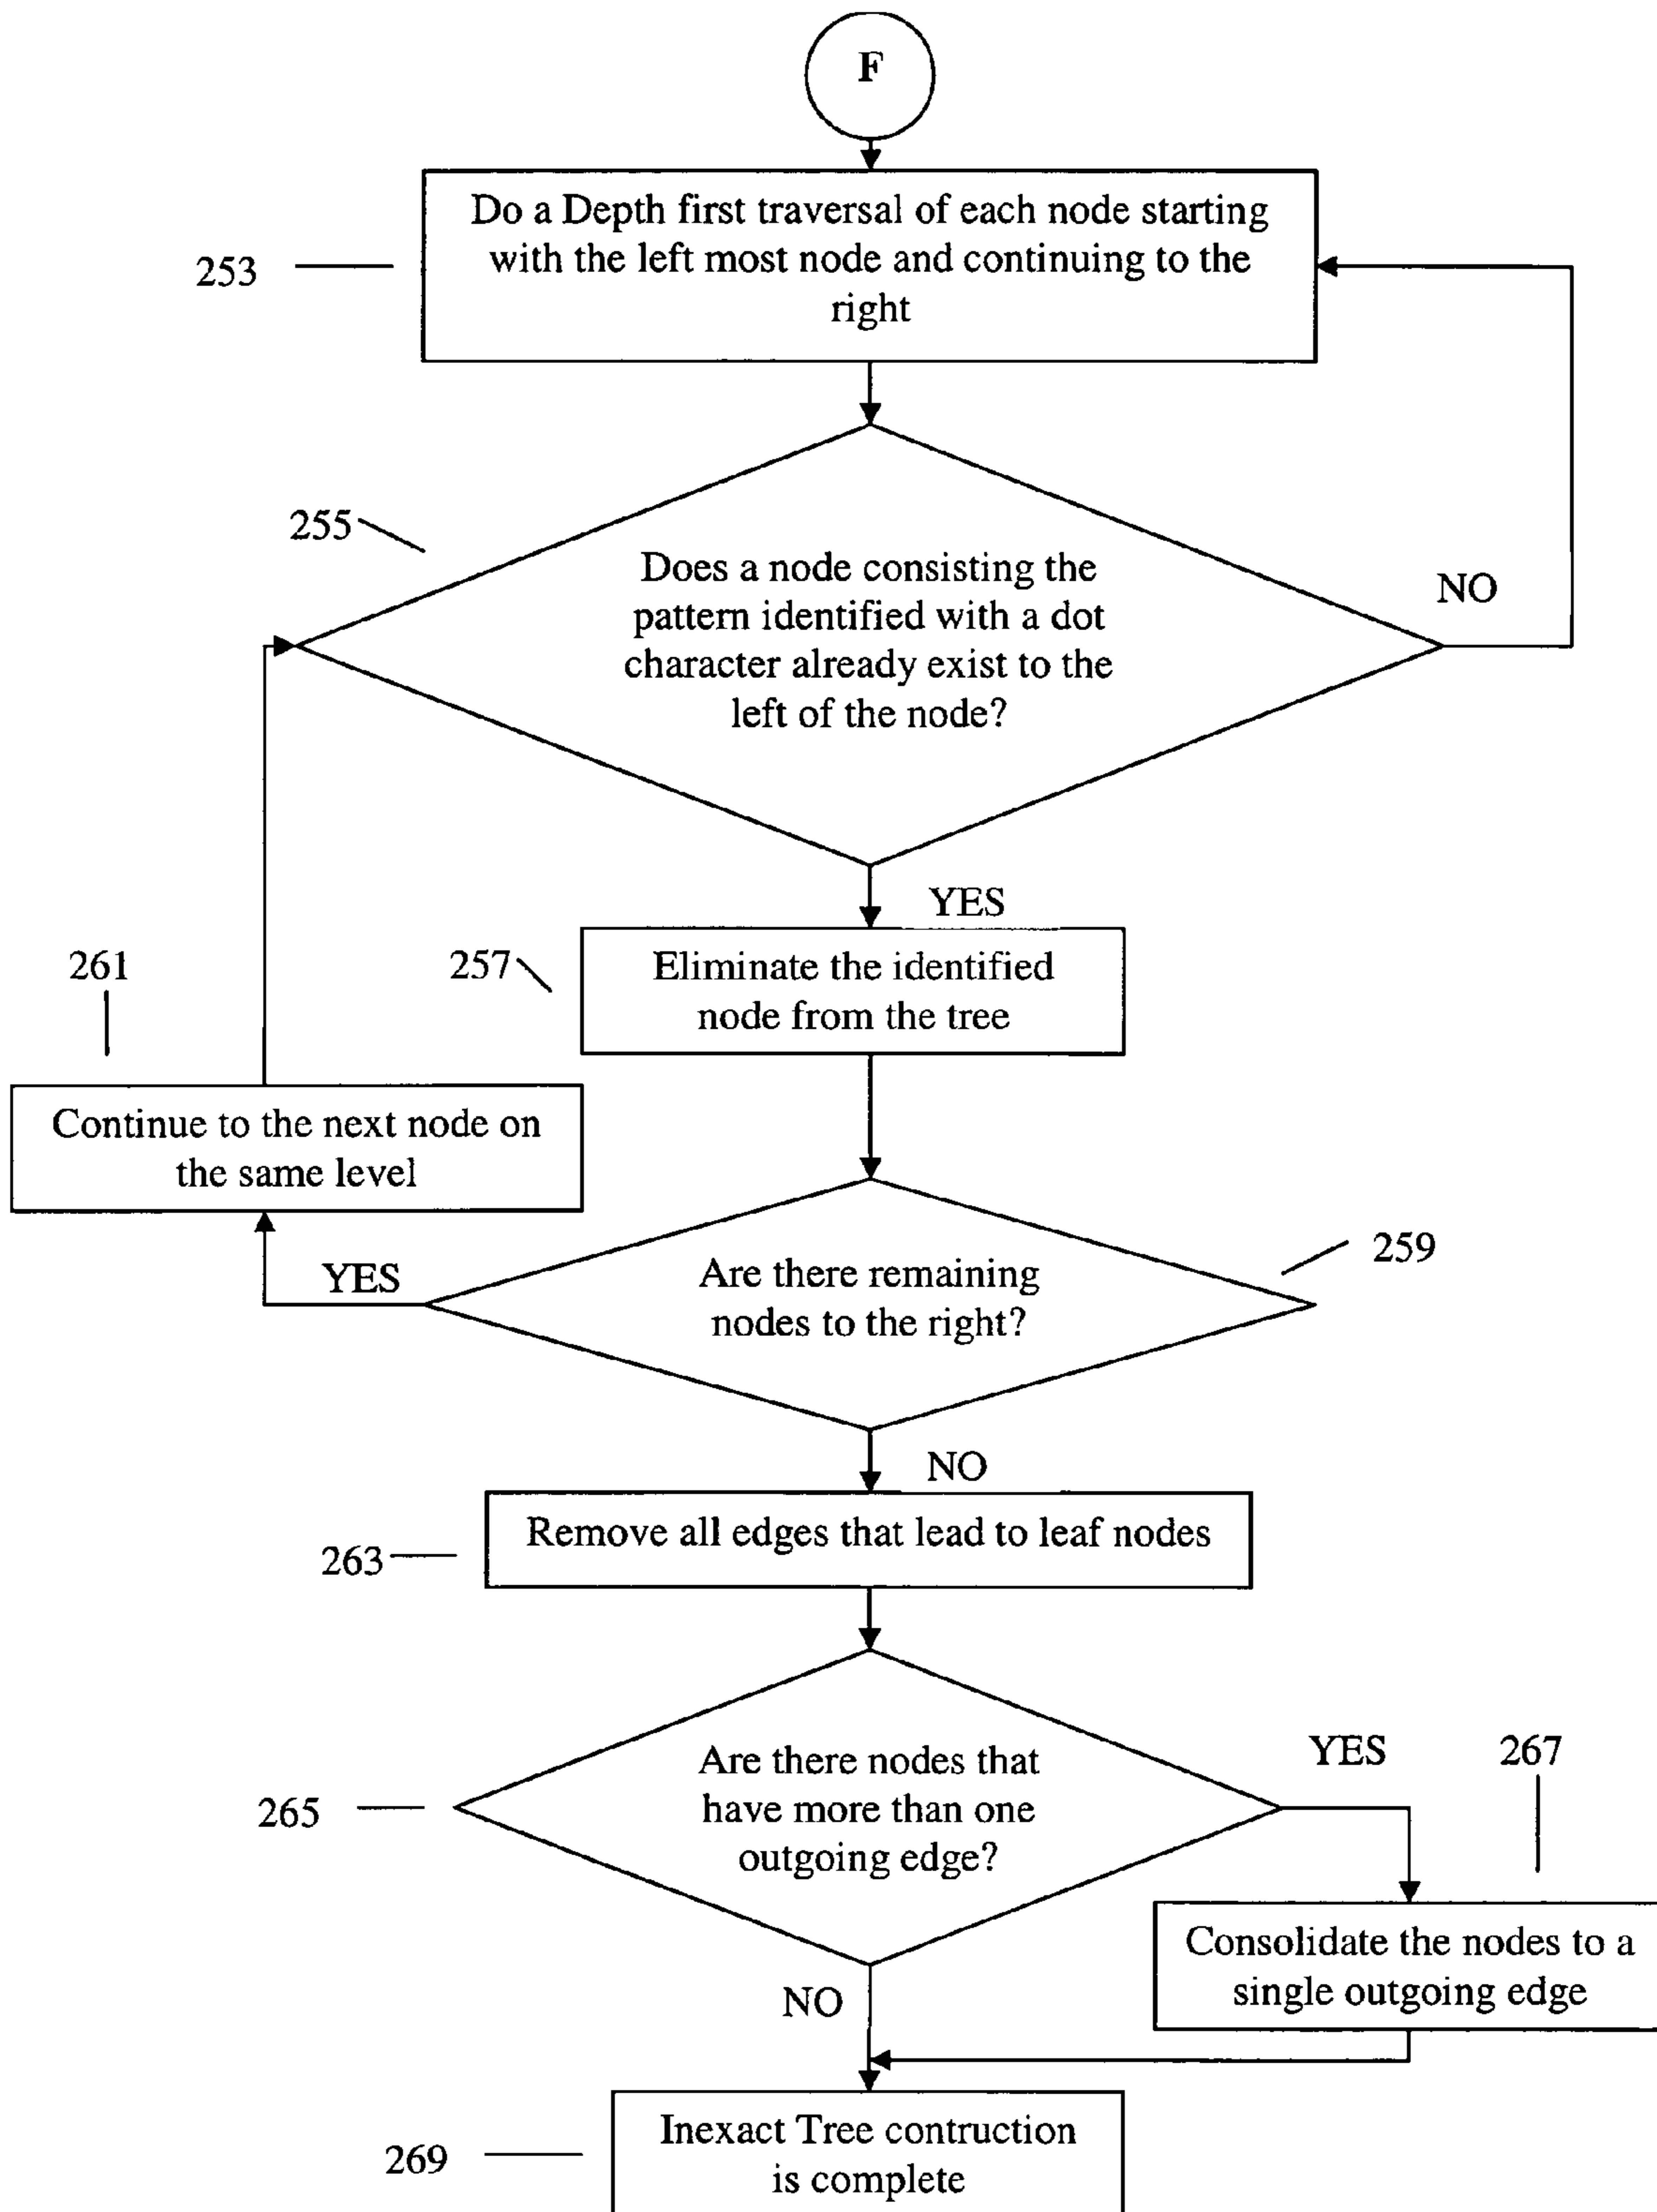 F
Do a Depth first traversal of each node starting
with the left most node and continuing to the
right
253
255
Does a node consisting the
pattern identified with a dot
character already exist to the
left of the node?
NO
YES
261
257
Eliminate the identified
node from the tree
Continue to the next node on
the same level
259
YES
Are there remaining
nodes to the right?
NO
Remove all edges that lead to leaf nodes
263
YES
267
Are there nodes that
have more than one
outgoing edge?
265
Consolidate the nodes to a
single outgoing edge
NO
Inexact Tree contruction
is complete
269